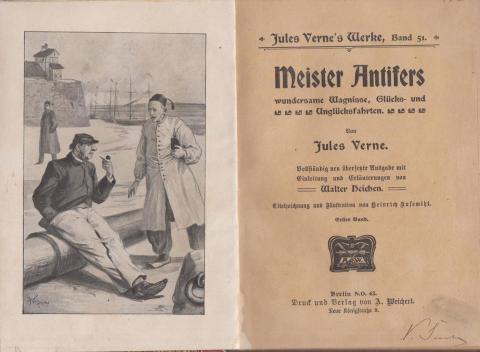 Jules Verne's Werke, Band 51.
Meister Antifers
wundersame Wagnisse, Glücks- und
Unglücksfahrten.
Von
Jules Verne.
Vollständig neu übersetzte Ausgabe mit
Einleitung und Erläuterungen von
Walter Heichen.
Titelzeichnung und Illustration von Heinrich
Erster Band.
Berlin N.O. 43.
Druck und Verlag von A. Weichert.
Neue Königstraße 9.